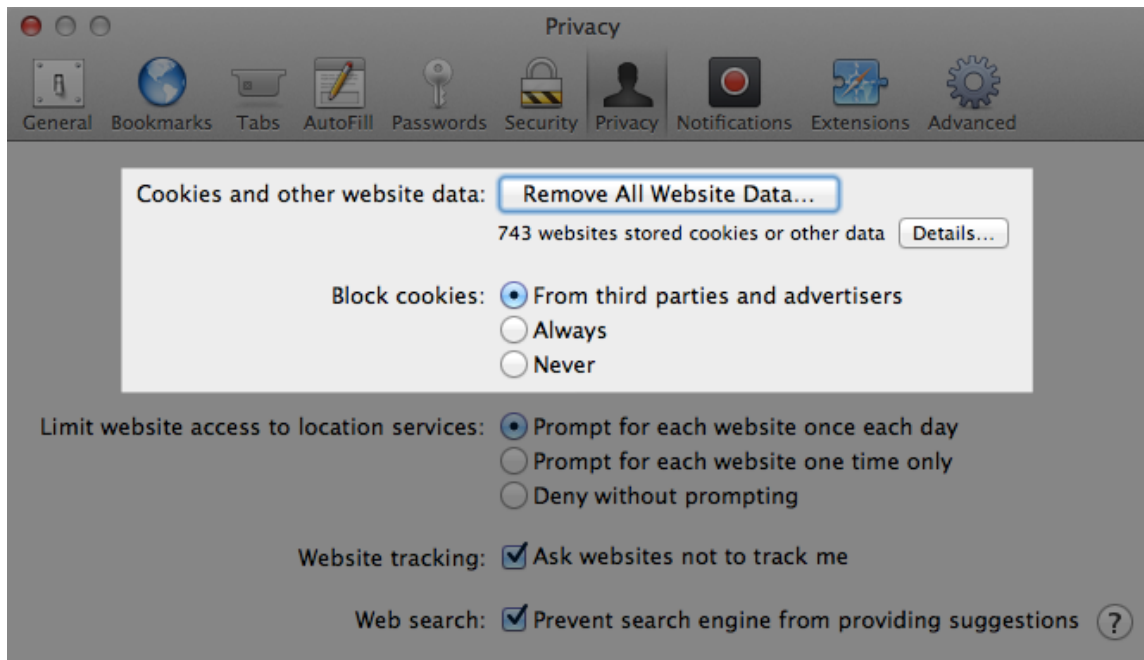 Privacy
General Bookmarks Tabs AutoFill Passwords Security Privacy Notifications Extensions Advanced
Cookies and other website data: Remove All Website Data...
743 websites stored cookies or other data Details...
Block cookies: From third parties and advertisers
Always
Never
Limit website access to location services: Prompt for each website once each day
Prompt for each website one time only
Deny without prompting
Website tracking: Ask websites not to track me
Web search: Prevent search engine from providing suggestions ?